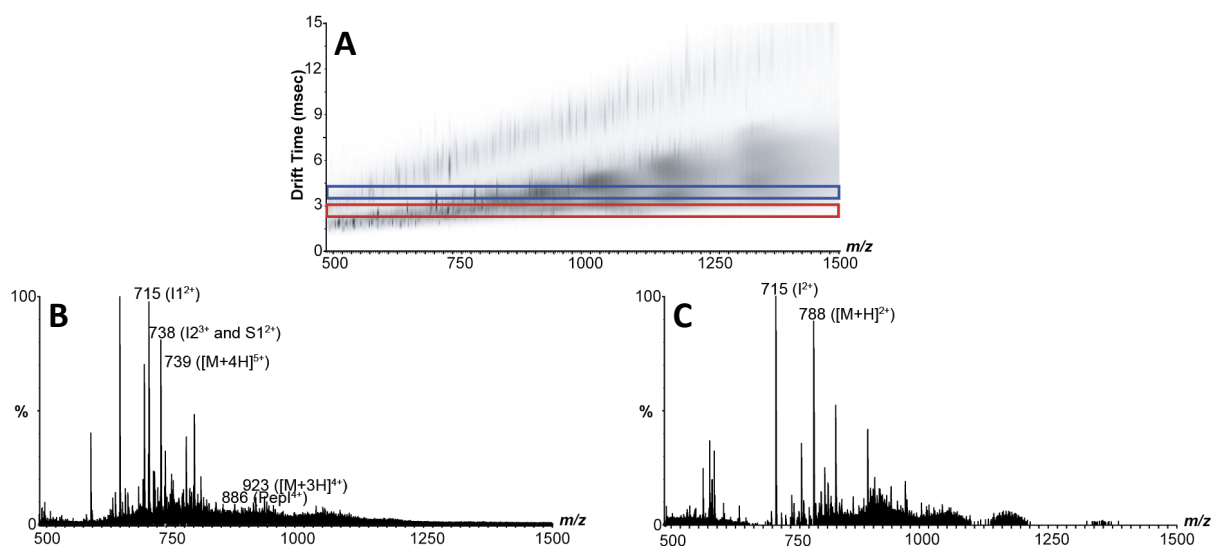 A
15
12
9
6
3
0
Drift Time (msec)
500 750 1000 1250 1500
m/z
B
100
%
0
715 (I1²⁺)
738 (I2³⁺ and S1²⁺)
739 ([M+4H]⁵⁺)
923 ([M+3H]⁴⁺)
886 (PepI⁴⁺)
500 750 1000 1250 1500
m/z
C
100
%
0
715 (I²⁺)
788 ([M+H]²⁺)
500 750 1000 1250 1500
m/z